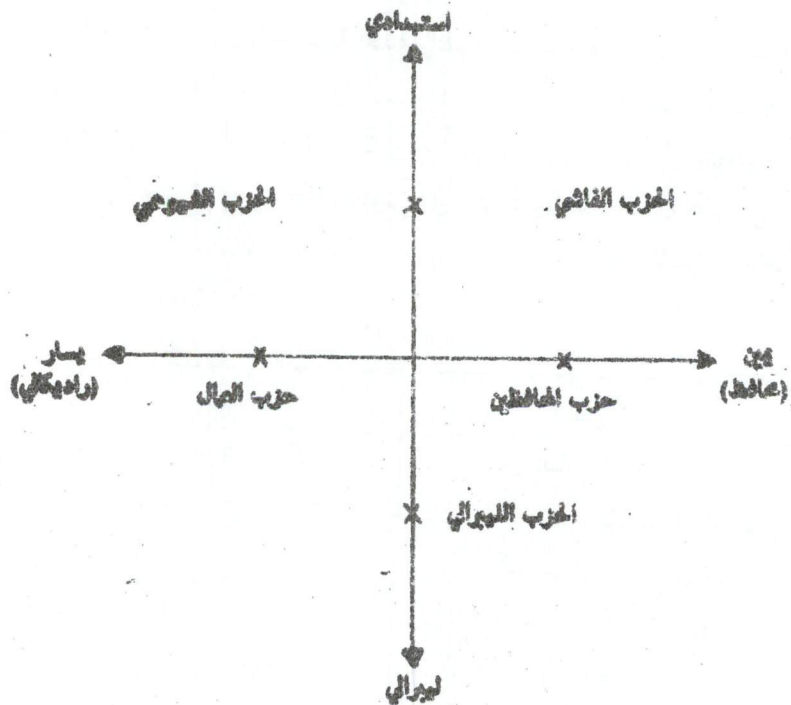 استبدادي
الحزب الفاشي
الحزب الشيوعي
يمين
(محافظ)
يسار
(راديكالي)
حزب المحافظين
حزب العمال
الحزب الليبرالي
ليبرالي